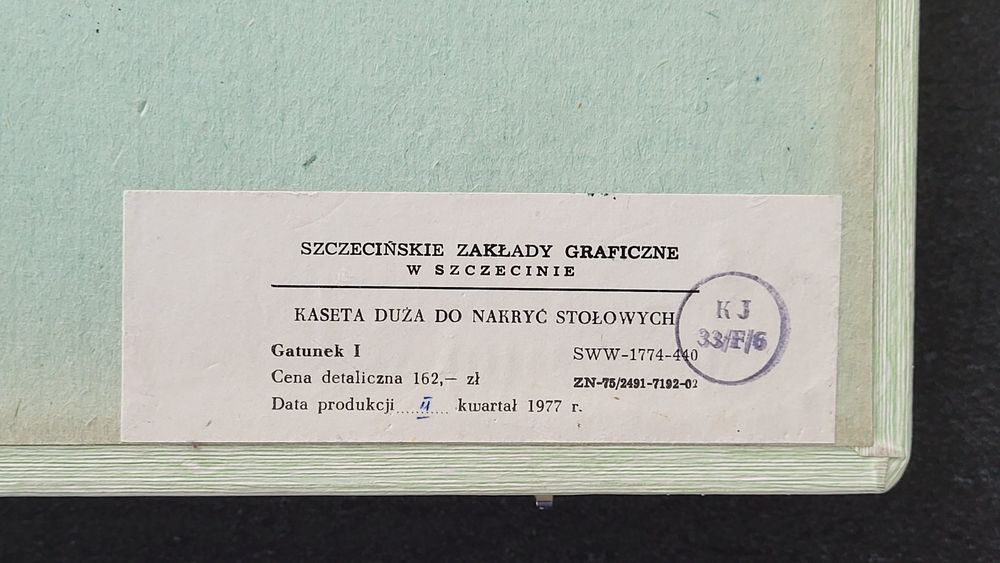 SZCZECIŃSKIE ZAKŁADY GRAFICZNE
W SZCZECINIE
KASETA DUŻA DO NAKRYĆ STOŁOWYCH
Gatunek I
SWW-1774-440
Cena detaliczna 162,— zł
ZN-75/2491-7192-02
Data produkcji II kwartał 1977 r.
KJ
33/F/6